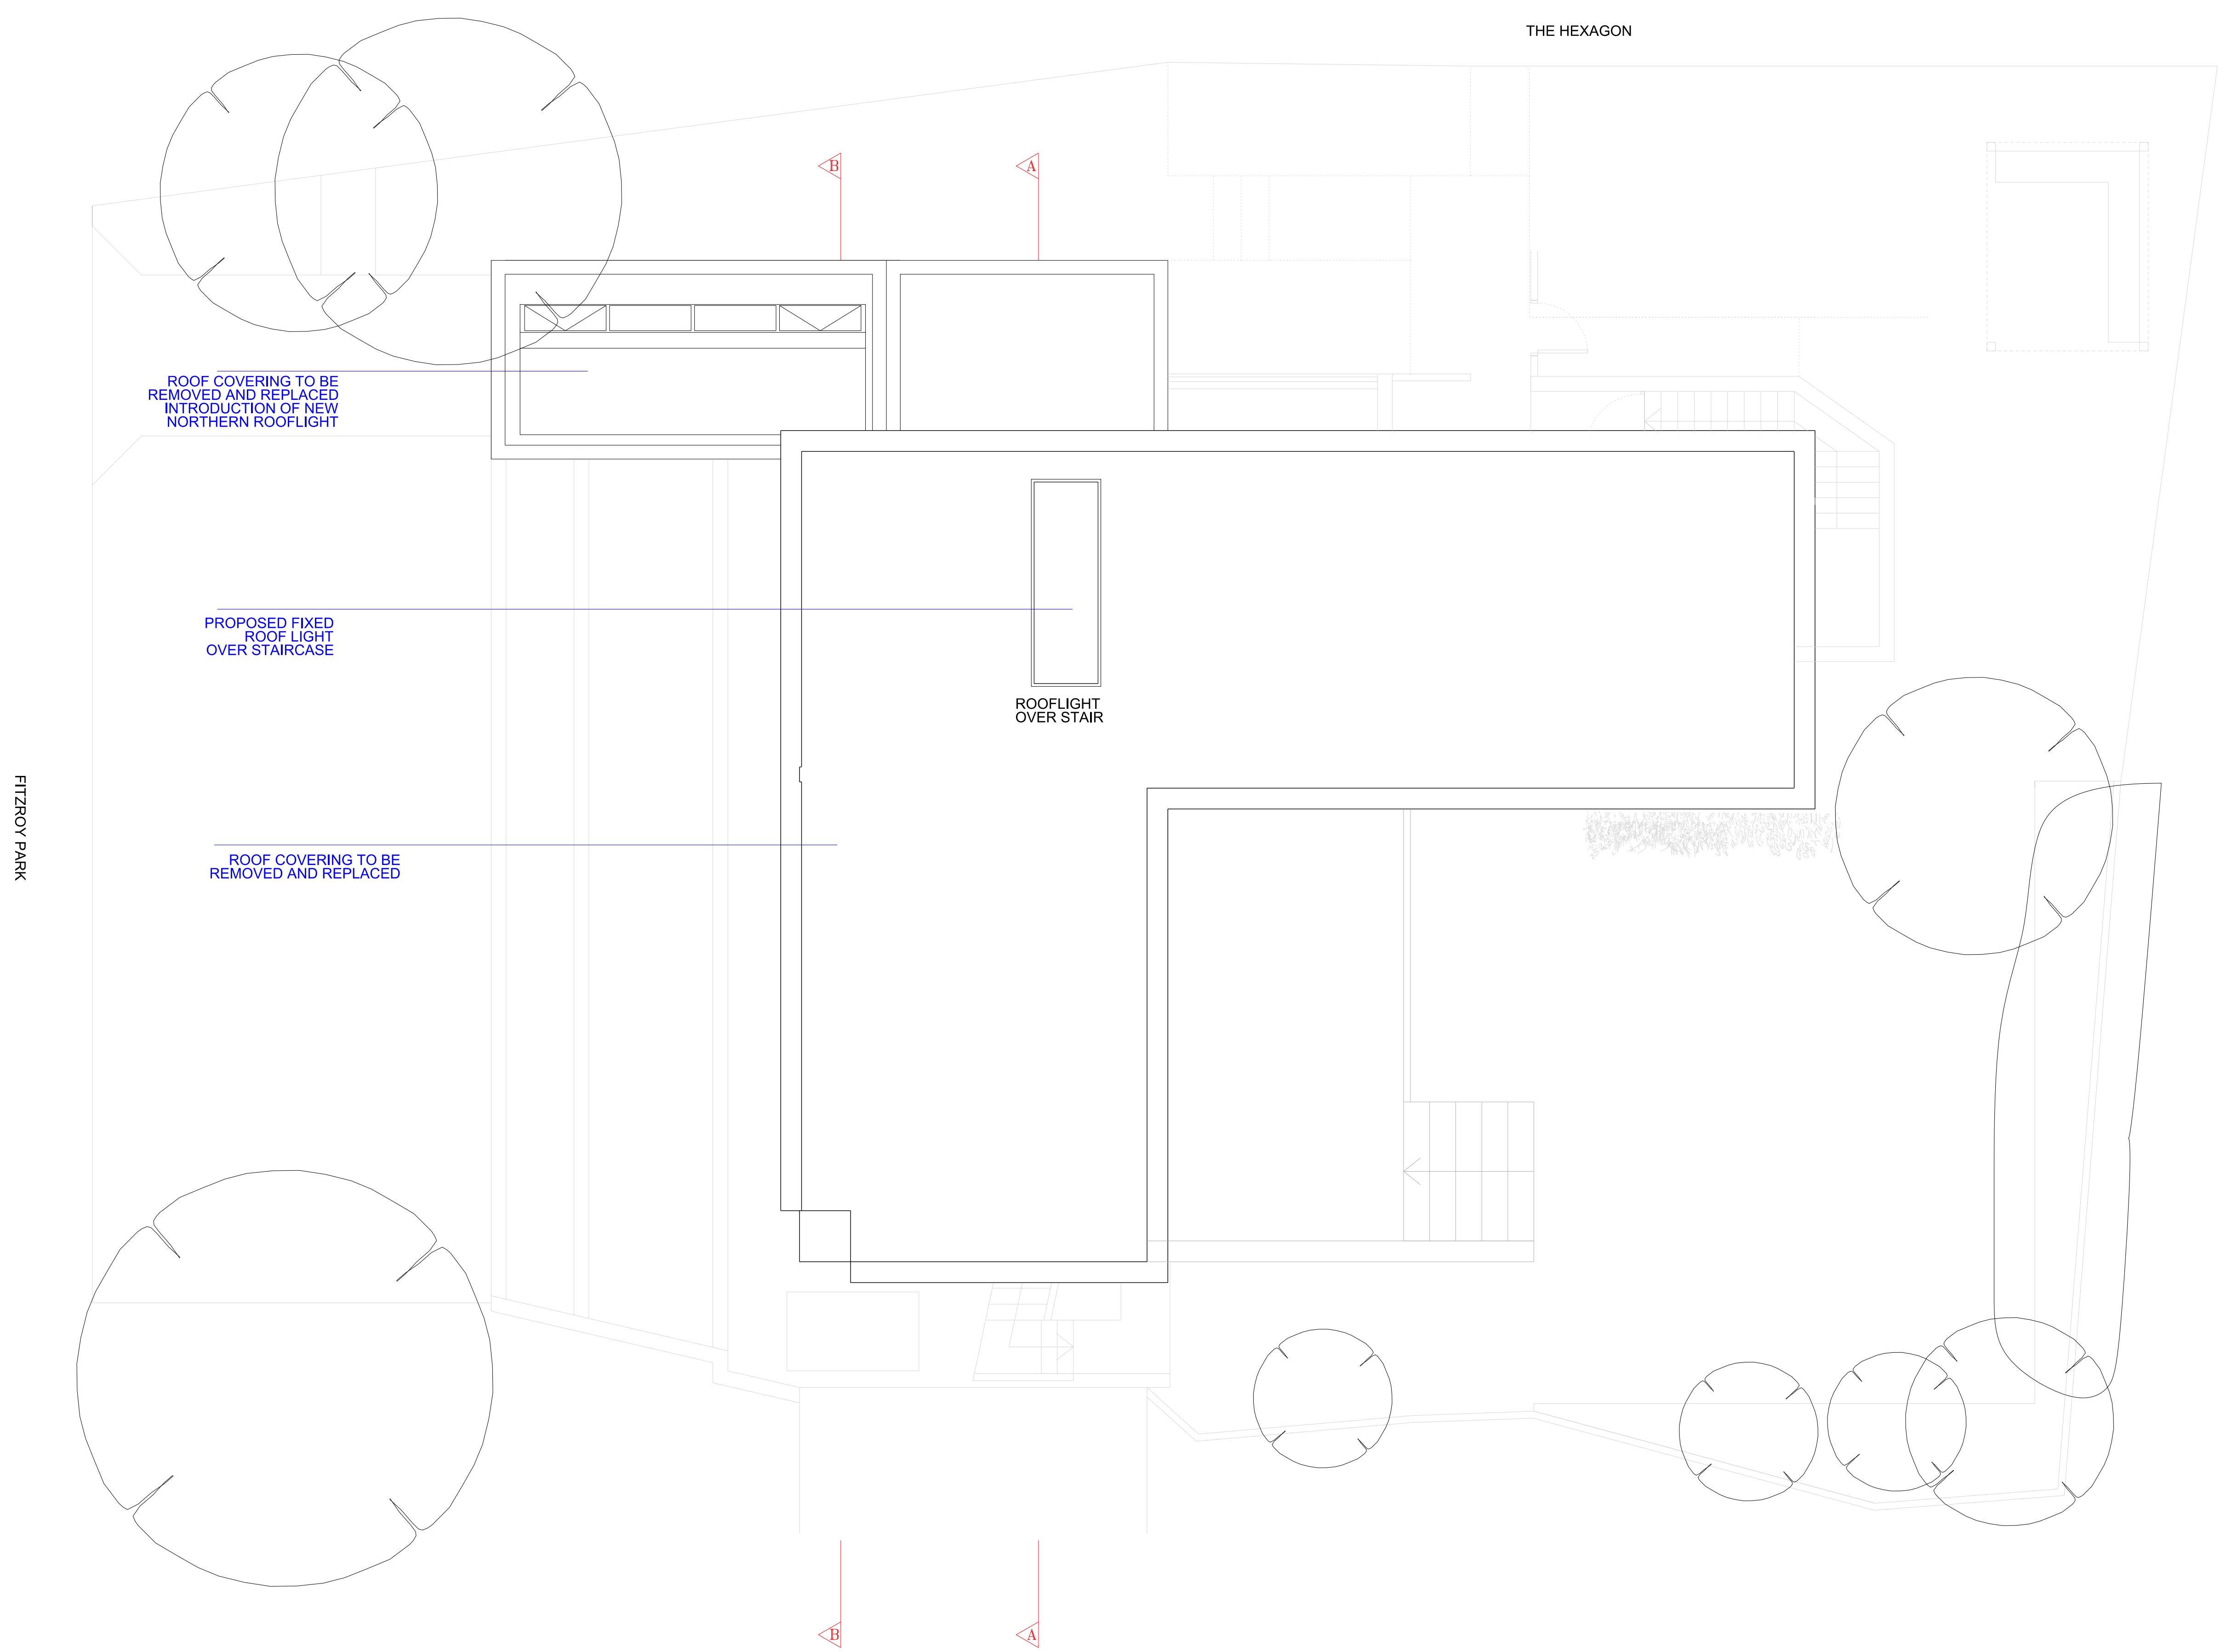 THE HEXAGON
B
A
ROOF COVERING TO BE
REMOVED AND REPLACED
INTRODUCTION OF NEW
NORTHERN ROOFLIGHT
PROPOSED FIXED
ROOF LIGHT
OVER STAIRCASE
ROOFLIGHT
OVER STAIR
FITZROY PARK
ROOF COVERING TO BE
REMOVED AND REPLACED
B
A